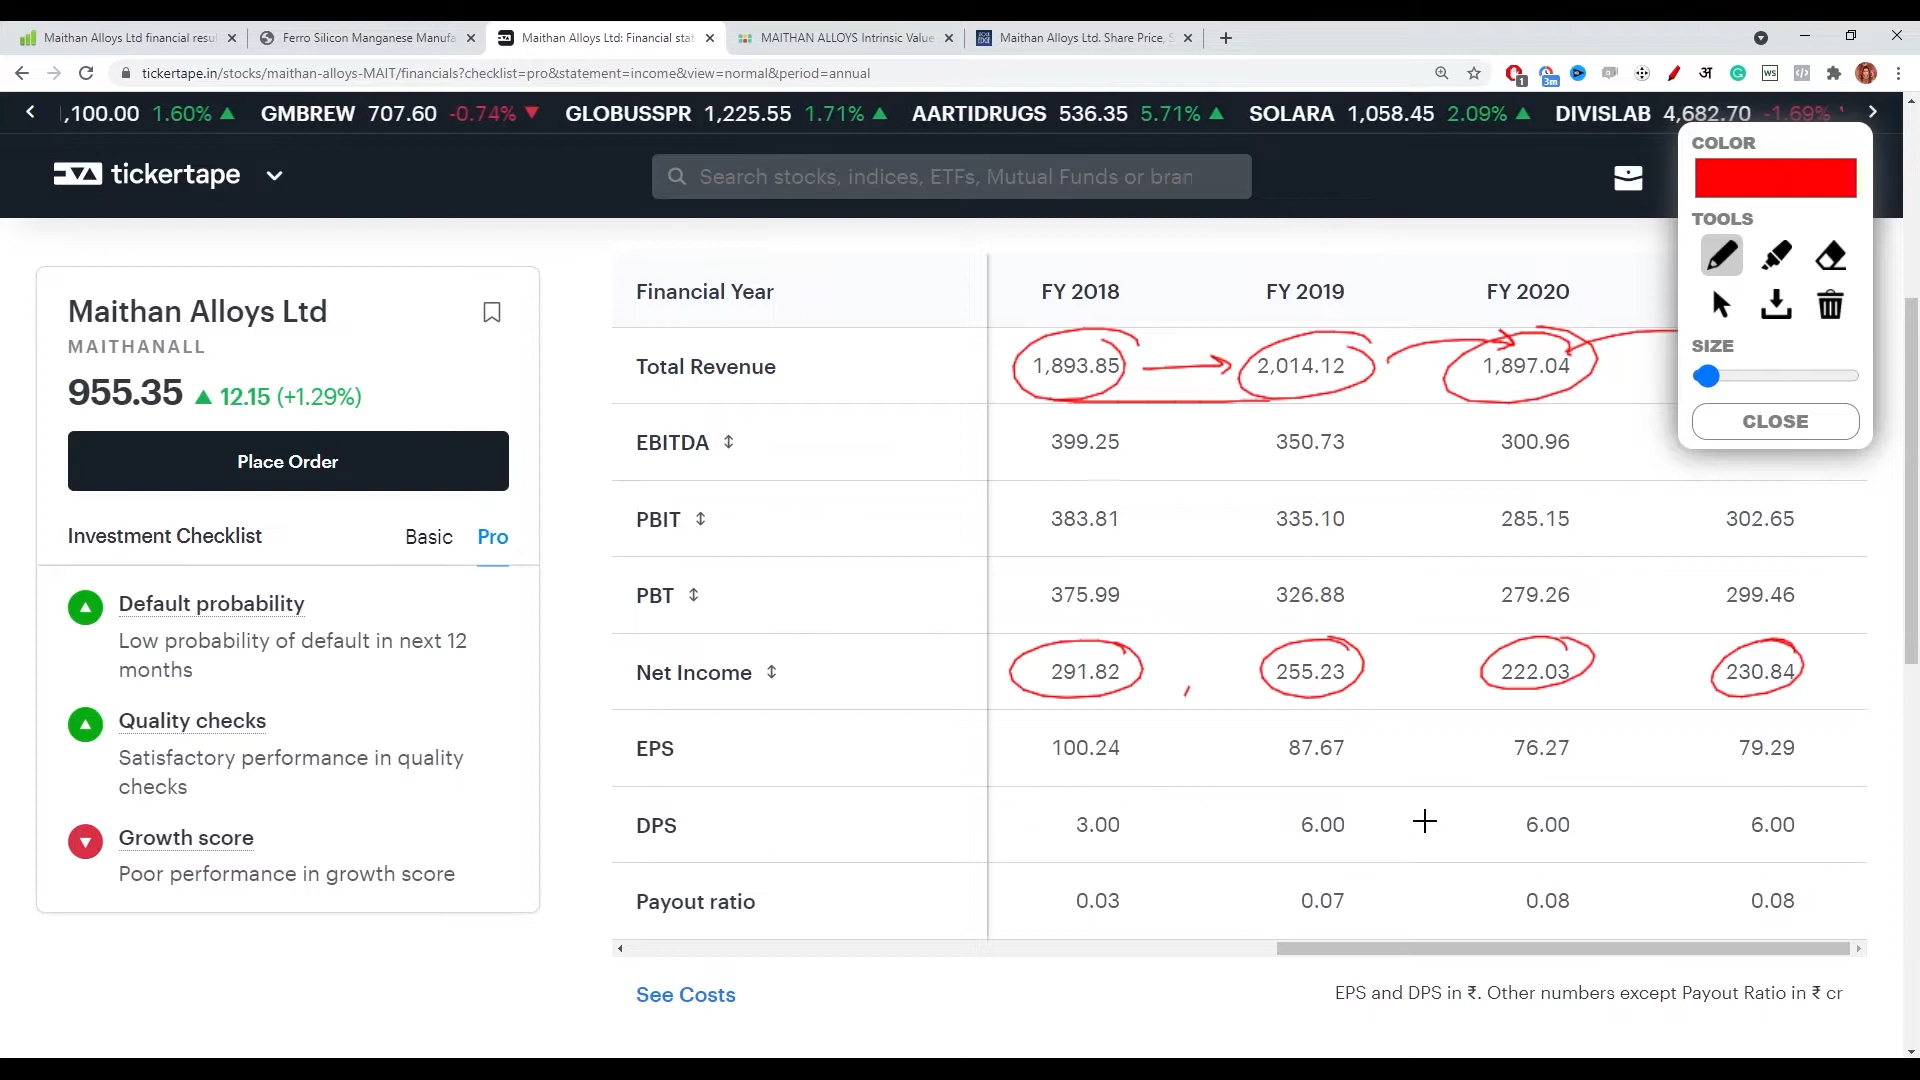 Maithan Alloys Ltd financial resul
Ferro Silicon Manganese Manufa
Maithan Alloys Ltd: Financial stat
MAITHAN ALLOYS Intrinsic Value
Maithan Alloys Ltd. Share Price, S
tickertape.in/stocks/maithan-alloys-MAIT/financials?checklist=pro&statement=income&view=normal&period=annual
1
3m
अ
WS
,100.00 1.60% ▲ GMBREW 707.60 -0.74% ▼ GLOBUSSPR 1,225.55 1.71% ▲ AARTIDRUGS 536.35 5.71% ▲ SOLARA 1,058.45 2.09% ▲ DIVISLAB 4,682.70 -1.69%
tickertape
Search stocks, indices, ETFs, Mutual Funds or bran
COLOR
TOOLS
SIZE
CLOSE
Maithan Alloys Ltd
MAITHANALL
955.35 ▲ 12.15 (+1.29%)
Place Order
Investment Checklist Basic Pro
Default probability
Low probability of default in next 12
months
Quality checks
Satisfactory performance in quality
checks
Growth score
Poor performance in growth score
Financial Year FY 2018 FY 2019 FY 2020
Total Revenue 1,893.85 2,014.12 1,897.04
EBITDA 399.25 350.73 300.96
PBIT 383.81 335.10 285.15 302.65
PBT 375.99 326.88 279.26 299.46
Net Income 291.82 255.23 222.03 230.84
EPS 100.24 87.67 76.27 79.29
DPS 3.00 6.00 6.00 6.00
Payout ratio 0.03 0.07 0.08 0.08
See Costs
EPS and DPS in ₹. Other numbers except Payout Ratio in ₹ cr